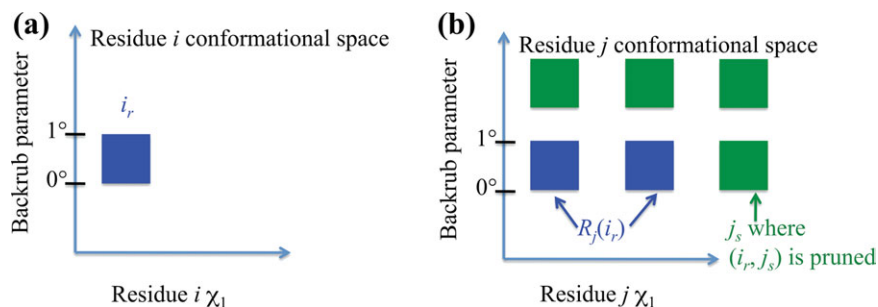 (a)
Residue i conformational space
Backrub parameter
i_r
1°
0°
Residue i χ₁
(b)
Residue j conformational space
Backrub parameter
1°
0°
R_j(i_r)
j_s where
(i_r, j_s) is pruned
Residue j χ₁